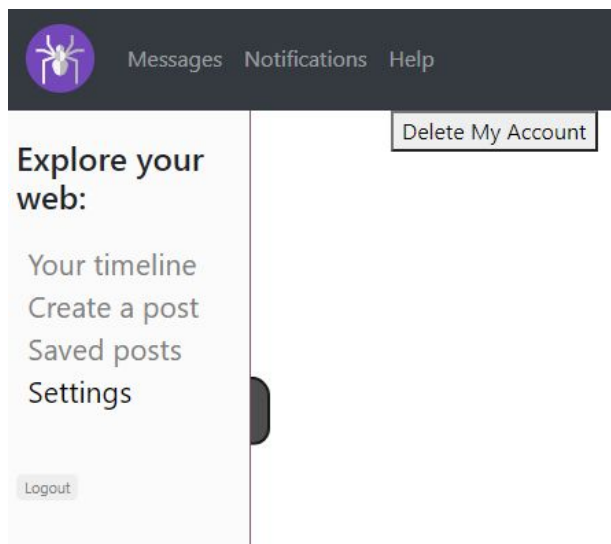 Messages Notifications Help
Delete My Account
Explore your
web:
Your timeline
Create a post
Saved posts
Settings
Logout